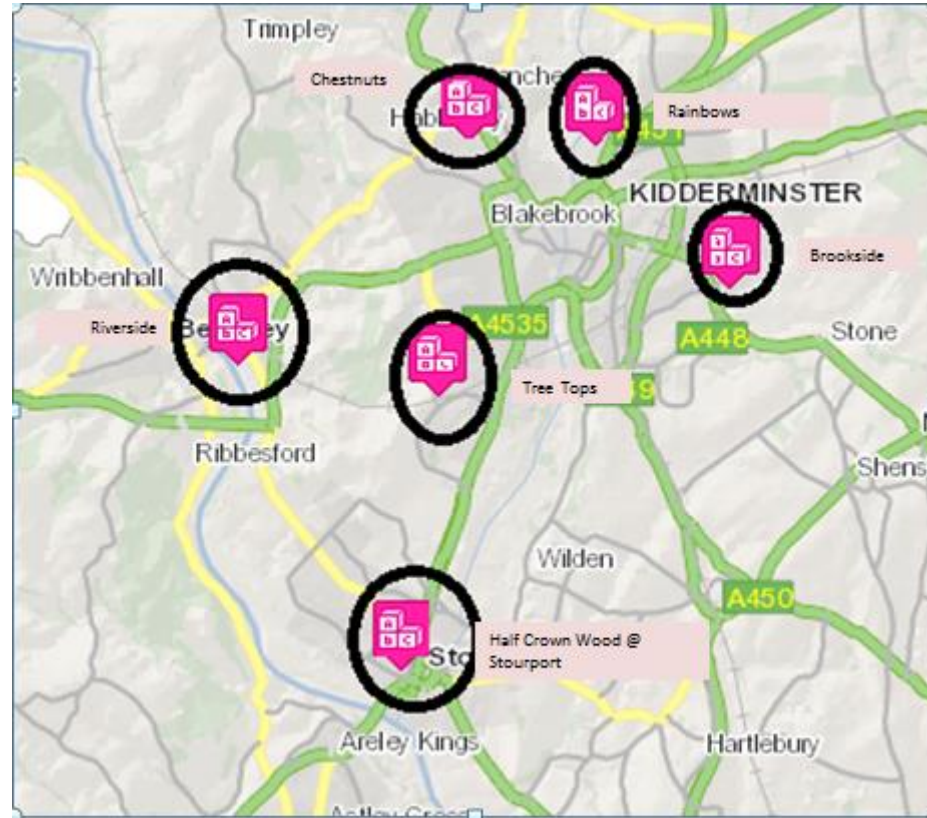 Trimpley
Chestnuts
Rainbows
KIDDERMINSTER
Blakebrook
Brookside
Wribbenhall
Riverside
A4535
A448
Stone
Tree Tops
Ribbesford
Shens
Wilden
A450
Half Crown Wood @
Stourport
Sto
Areley Kings
Hartlebury